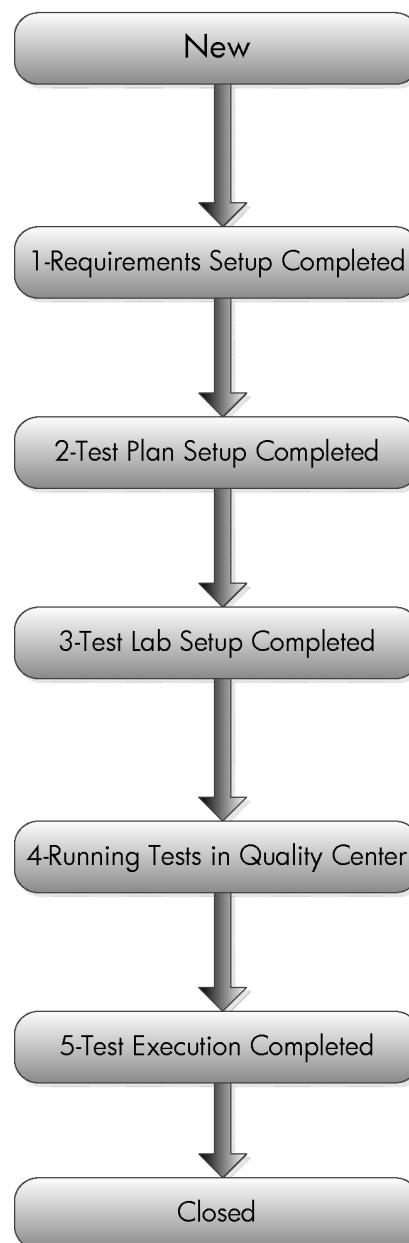 New
1-Requirements Setup Completed
2-Test Plan Setup Completed
3-Test Lab Setup Completed
4-Running Tests in Quality Center
5-Test Execution Completed
Closed